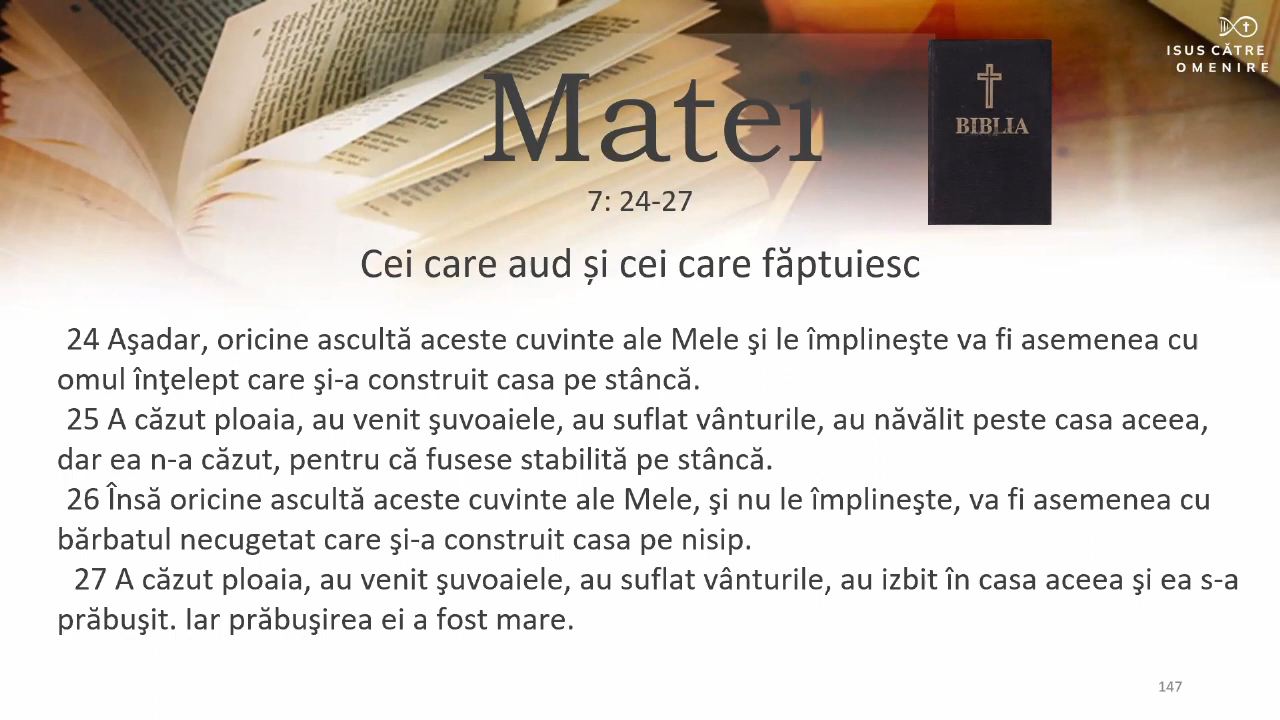 ISUS CĂTRE
OMENIRE
Matei
BIBLIA
7: 24-27
Cei care aud și cei care făptuiesc
24 Aşadar, oricine ascultă aceste cuvinte ale Mele şi le împlineşte va fi asemenea cu
omul înţelept care şi-a construit casa pe stâncă.
25 A căzut ploaia, au venit şuvoaiele, au suflat vânturile, au năvălit peste casa aceea,
dar ea n-a căzut, pentru că fusese stabilită pe stâncă.
26 Însă oricine ascultă aceste cuvinte ale Mele, şi nu le împlineşte, va fi asemenea cu
bărbatul necugetat care şi-a construit casa pe nisip.
27 A căzut ploaia, au venit şuvoaiele, au suflat vânturile, au izbit în casa aceea şi ea s-a
prăbuşit. Iar prăbuşirea ei a fost mare.
147